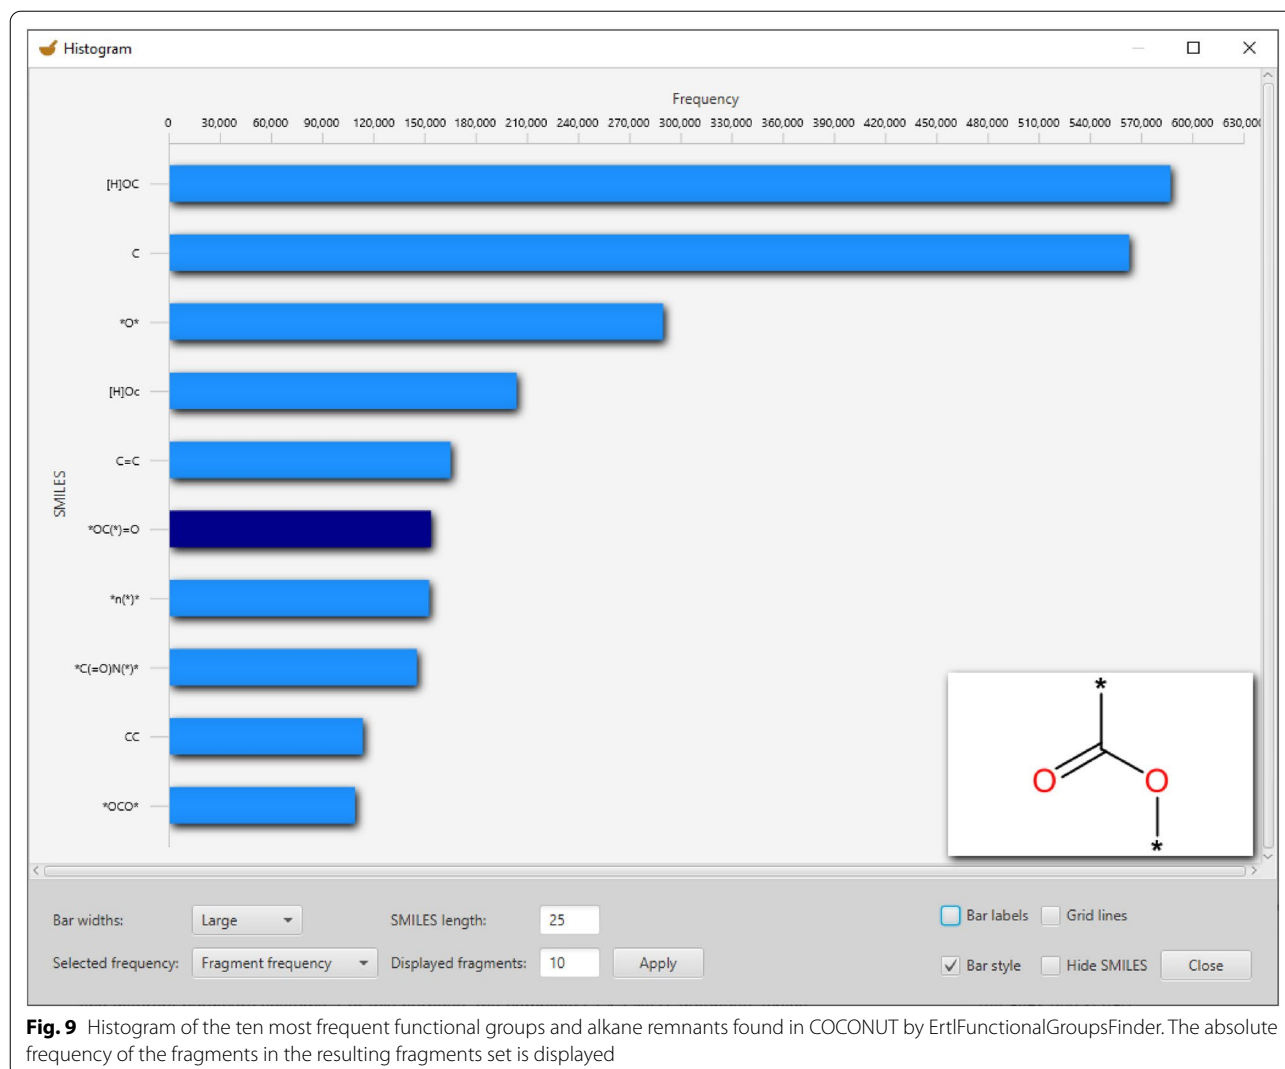 Histogram
Frequency
0 30,000 60,000 90,000 120,000 150,000 180,000 210,000 240,000 270,000 300,000 330,000 360,000 390,000 420,000 450,000 480,000 510,000 540,000 570,000 600,000 630,00
[H]OC
C
*O*
[H]Oc
C=C
SMILES
*OC(*)=O
*n(*)*
*C(=O)N(*)*
CC
*OCO*
*
O O
*
Bar widths: Large SMILES length: 25 Bar labels Grid lines
Selected frequency: Fragment frequency Displayed fragments: 10 Apply Bar style Hide SMILES Close
Fig. 9 Histogram of the ten most frequent functional groups and alkane remnants found in COCONUT by ErtlFunctionalGroupsFinder. The absolute
frequency of the fragments in the resulting fragments set is displayed